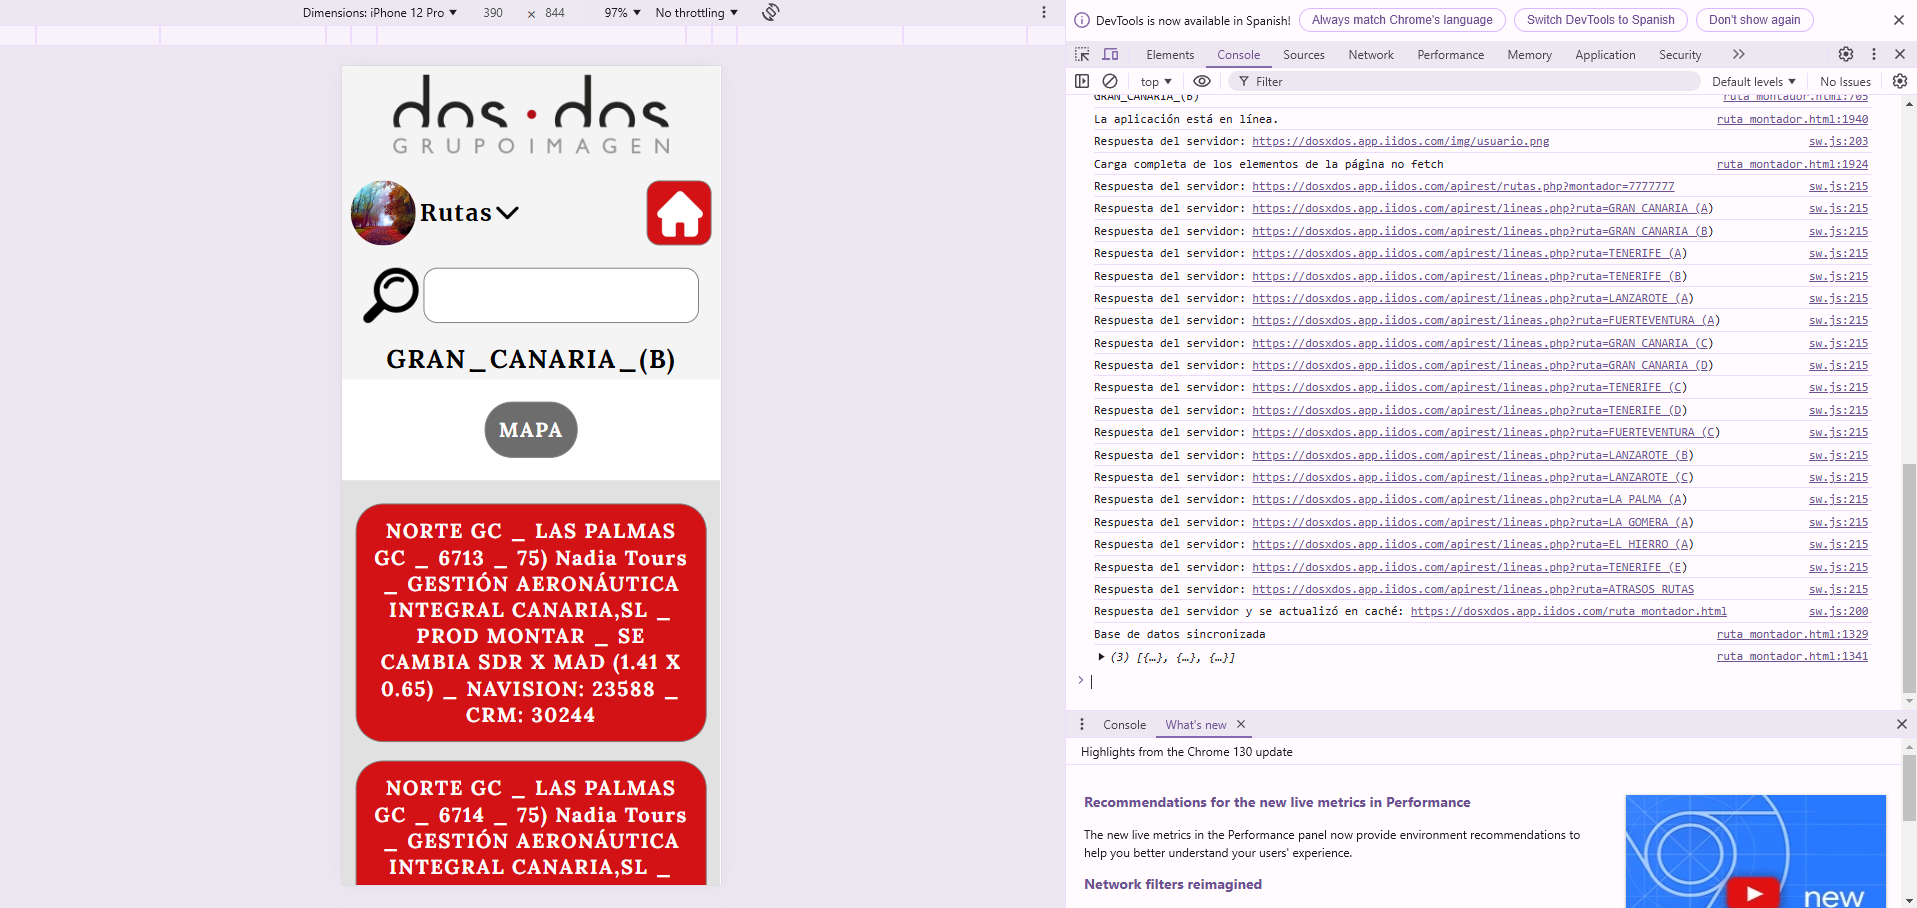 Dimensions: iPhone 12 Pro
390 × 844
97%
No throttling
dos·dos
GRUPOIMAGEN
Rutas
GRAN_CANARIA_(B)
MAPA
NORTE GC _ LAS PALMAS
GC _ 6713 _ 75) Nadia Tours
_ GESTIÓN AERONÁUTICA
INTEGRAL CANARIA,SL _
PROD MONTAR _ SE
CAMBIA SDR X MAD (1.41 X
0.65) _ NAVISION: 23588 _
CRM: 30244
NORTE GC _ LAS PALMAS
GC _ 6714 _ 75) Nadia Tours
_ GESTIÓN AERONÁUTICA
INTEGRAL CANARIA,SL _
DevTools is now available in Spanish! Always match Chrome's language Switch DevTools to Spanish Don't show again
Elements Console Sources Network Performance Memory Application Security
top Filter Default levels No Issues
GRAN_CANARIA_(B) ruta_montador.html:705
La aplicación está en línea. ruta_montador.html:1940
Respuesta del servidor: https://dosxdos.app.iidos.com/img/usuario.png sw.js:203
Carga completa de los elementos de la página no fetch ruta_montador.html:1924
Respuesta del servidor: https://dosxdos.app.iidos.com/apirest/rutas.php?montador=7777777 sw.js:215
Respuesta del servidor: https://dosxdos.app.iidos.com/apirest/lineas.php?ruta=GRAN_CANARIA_(A) sw.js:215
Respuesta del servidor: https://dosxdos.app.iidos.com/apirest/lineas.php?ruta=GRAN_CANARIA_(B) sw.js:215
Respuesta del servidor: https://dosxdos.app.iidos.com/apirest/lineas.php?ruta=TENERIFE_(A) sw.js:215
Respuesta del servidor: https://dosxdos.app.iidos.com/apirest/lineas.php?ruta=TENERIFE_(B) sw.js:215
Respuesta del servidor: https://dosxdos.app.iidos.com/apirest/lineas.php?ruta=LANZAROTE_(A) sw.js:215
Respuesta del servidor: https://dosxdos.app.iidos.com/apirest/lineas.php?ruta=FUERTEVENTURA_(A) sw.js:215
Respuesta del servidor: https://dosxdos.app.iidos.com/apirest/lineas.php?ruta=GRAN_CANARIA_(C) sw.js:215
Respuesta del servidor: https://dosxdos.app.iidos.com/apirest/lineas.php?ruta=GRAN_CANARIA_(D) sw.js:215
Respuesta del servidor: https://dosxdos.app.iidos.com/apirest/lineas.php?ruta=TENERIFE_(C) sw.js:215
Respuesta del servidor: https://dosxdos.app.iidos.com/apirest/lineas.php?ruta=TENERIFE_(D) sw.js:215
Respuesta del servidor: https://dosxdos.app.iidos.com/apirest/lineas.php?ruta=FUERTEVENTURA_(C) sw.js:215
Respuesta del servidor: https://dosxdos.app.iidos.com/apirest/lineas.php?ruta=LANZAROTE_(B) sw.js:215
Respuesta del servidor: https://dosxdos.app.iidos.com/apirest/lineas.php?ruta=LANZAROTE_(C) sw.js:215
Respuesta del servidor: https://dosxdos.app.iidos.com/apirest/lineas.php?ruta=LA_PALMA_(A) sw.js:215
Respuesta del servidor: https://dosxdos.app.iidos.com/apirest/lineas.php?ruta=LA_GOMERA_(A) sw.js:215
Respuesta del servidor: https://dosxdos.app.iidos.com/apirest/lineas.php?ruta=EL_HIERRO_(A) sw.js:215
Respuesta del servidor: https://dosxdos.app.iidos.com/apirest/lineas.php?ruta=TENERIFE_(E) sw.js:215
Respuesta del servidor: https://dosxdos.app.iidos.com/apirest/lineas.php?ruta=ATRASOS_RUTAS sw.js:215
Respuesta del servidor y se actualizó en caché: https://dosxdos.app.iidos.com/ruta_montador.html sw.js:200
Base de datos sincronizada ruta_montador.html:1329
(3) [{…}, {…}, {…}] ruta_montador.html:1341
Console What's new
Highlights from the Chrome 130 update
Recommendations for the new live metrics in Performance
The new live metrics in the Performance panel now provide environment recommendations to
help you better understand your users' experience.
Network filters reimagined
new